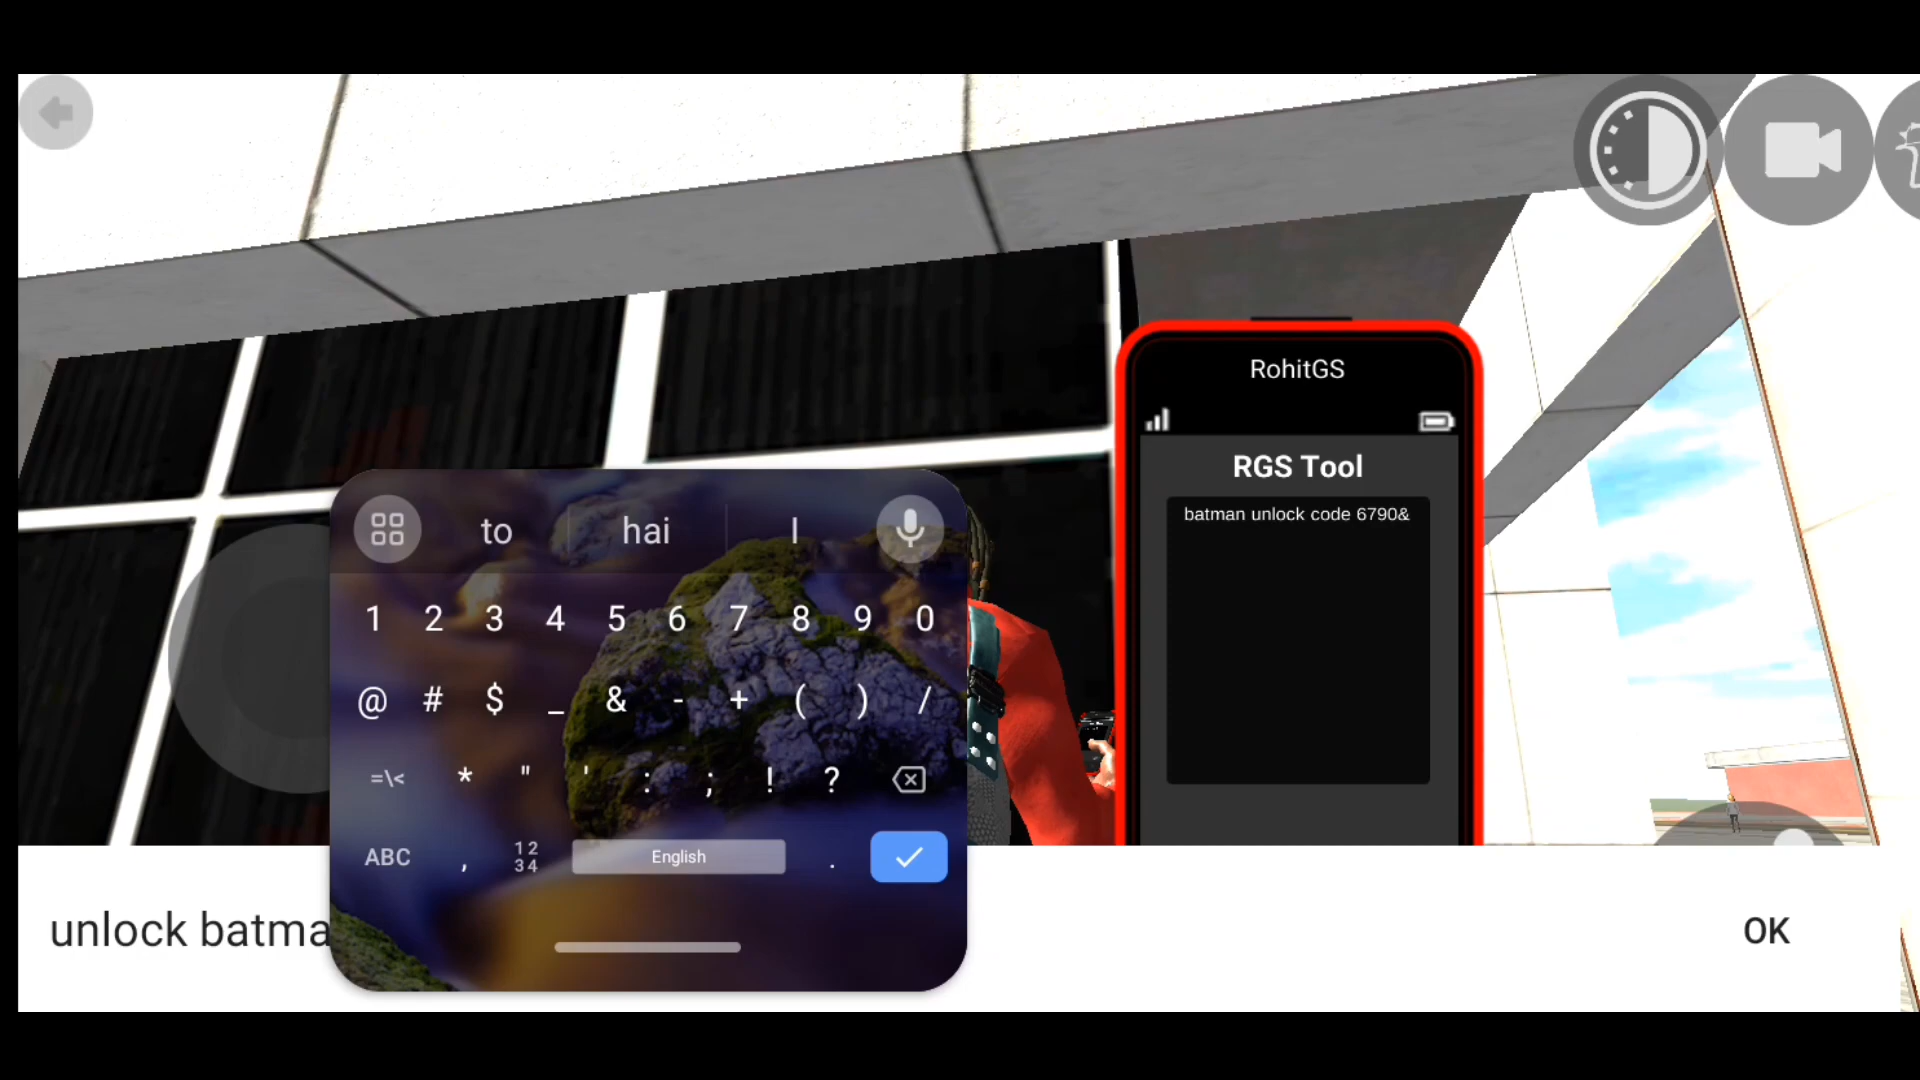 RohitGS
RGS Tool
batman unlock code 6790&
to hai I
1 2 3 4 5 6 7 8 9 0
@ # $ _ & - + ( ) /
=\< * " ' : ; ! ?
ABC , 12 34 English .
unlock batma
OK